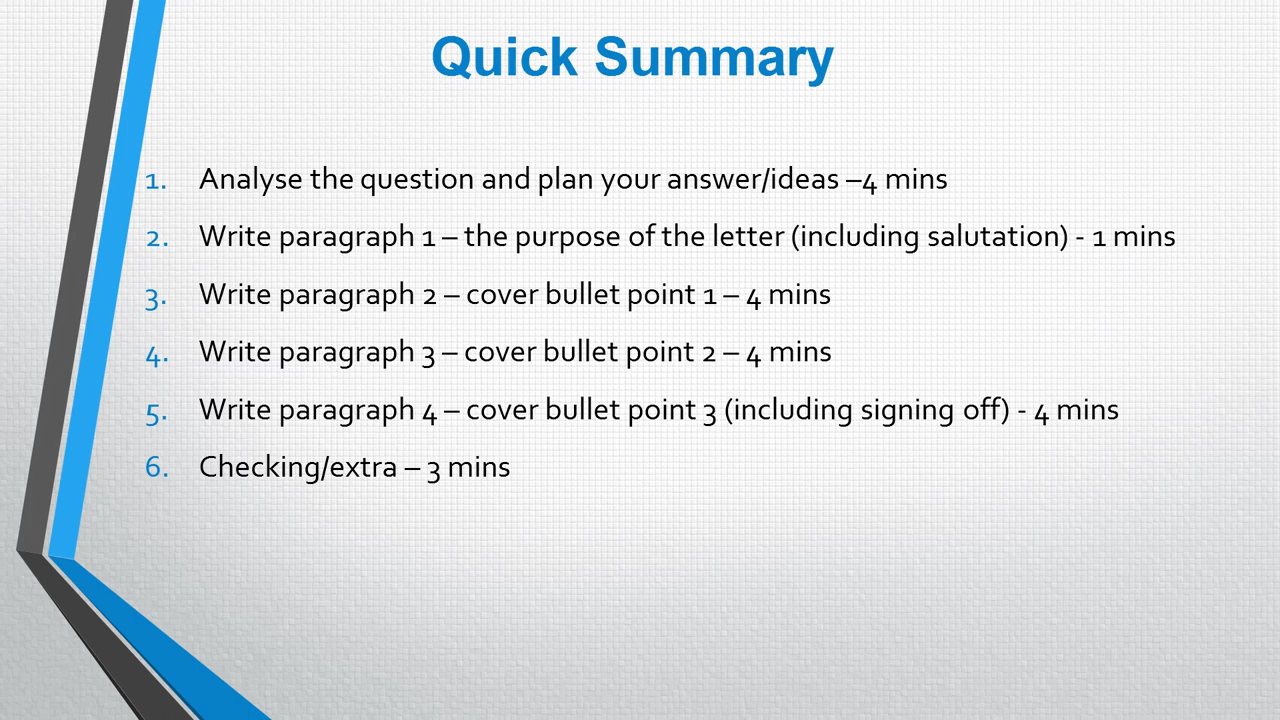 Quick Summary
1. Analyse the question and plan your answer/ideas –4 mins
2. Write paragraph 1 – the purpose of the letter (including salutation) - 1 mins
3. Write paragraph 2 – cover bullet point 1 – 4 mins
4. Write paragraph 3 – cover bullet point 2 – 4 mins
5. Write paragraph 4 – cover bullet point 3 (including signing off) - 4 mins
6. Checking/extra – 3 mins